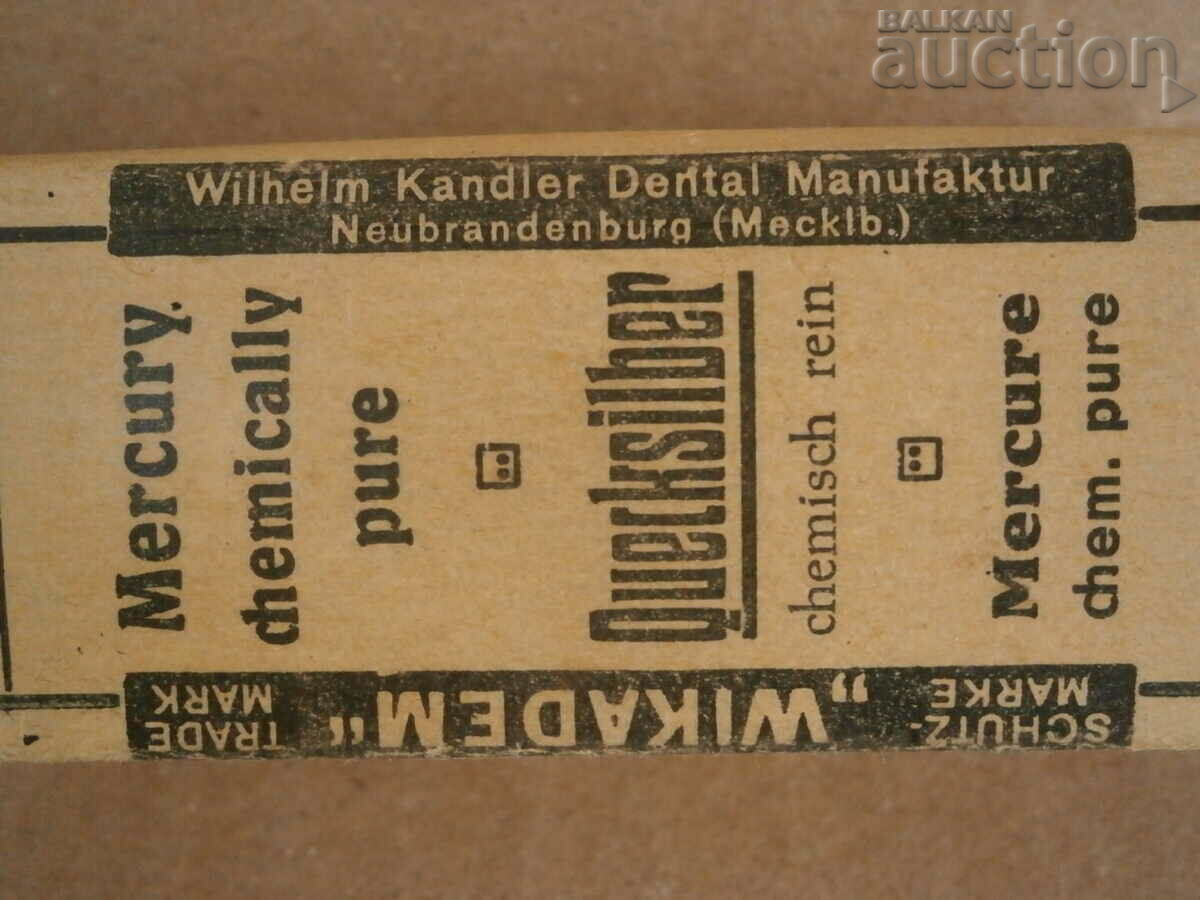 BALKAN
auction
Wilhelm Kandler Dental Manufaktur
Neubrandenburg (Mecklb.)
Mercury.
chemically
pure
Quecksilber
chemisch rein
Mercure
chem. pure
SCHUTZ-
MARKE
„WIKADEM“
TRADE
MARK